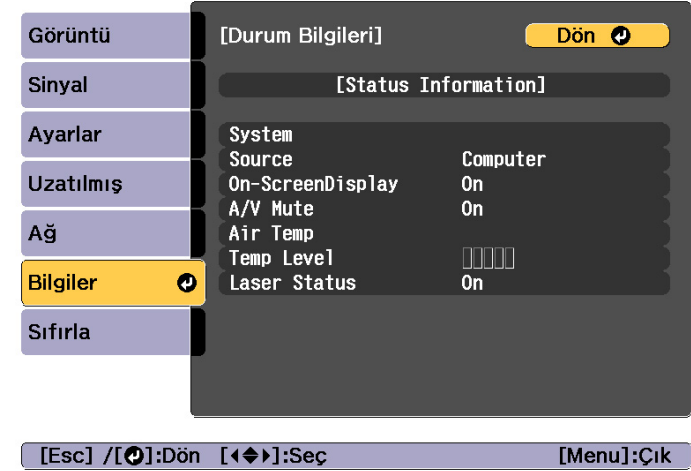 Görüntü
Sinyal
Ayarlar
Uzatılmış
Ağ
Bilgiler
Sıfırla
[Durum Bilgileri] Dön
[Status Information]
System
Source Computer
On-ScreenDisplay On
A/V Mute On
Air Temp
Temp Level
Laser Status On
[Esc] /[ ]:Dön [ ]:Seç [Menu]:Çık